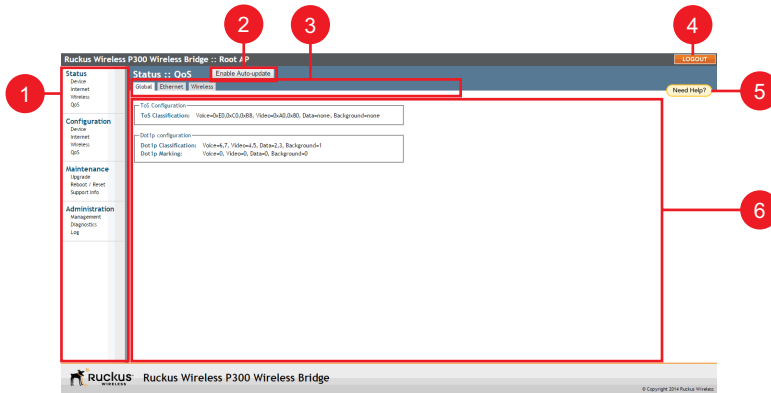 2
3
4
Ruckus Wireless P300 Wireless Bridge :: Root AP
LOGOUT
1
Status
Device
Internet
Wireless
QoS
Configuration
Device
Internet
Wireless
QoS
Maintenance
Upgrade
Reboot / Reset
Support Info
Administration
Management
Diagnostics
Log
Status :: QoS
Enable Auto-update
Global Ethernet Wireless
Need Help?
5
ToS Configuration
ToS Classification: Voice=0xE0,0xC0,0xB8, Video=0xA0,0x80, Data=none, Background=none
Dot1p configuration
Dot1p Classification: Voice=6,7, Video=4,5, Data=2,3, Background=1
Dot1p Marking: Voice=0, Video=0, Data=0, Background=0
6
RUCKUS
WIRELESS
Ruckus Wireless P300 Wireless Bridge
© Copyright 2014 Ruckus Wireless